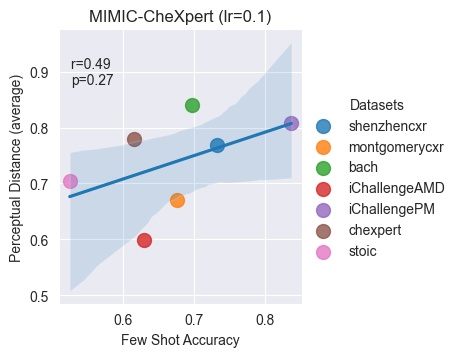 MIMIC-CheXpert (lr=0.1)
r=0.49
p=0.27
Perceptual Distance (average)
0.9
0.8
0.7
0.6
0.5
0.6
0.7
0.8
Few Shot Accuracy
Datasets
shenzhencxr
montgomerycxr
bach
iChallengeAMD
iChallengePM
chexpert
stoic